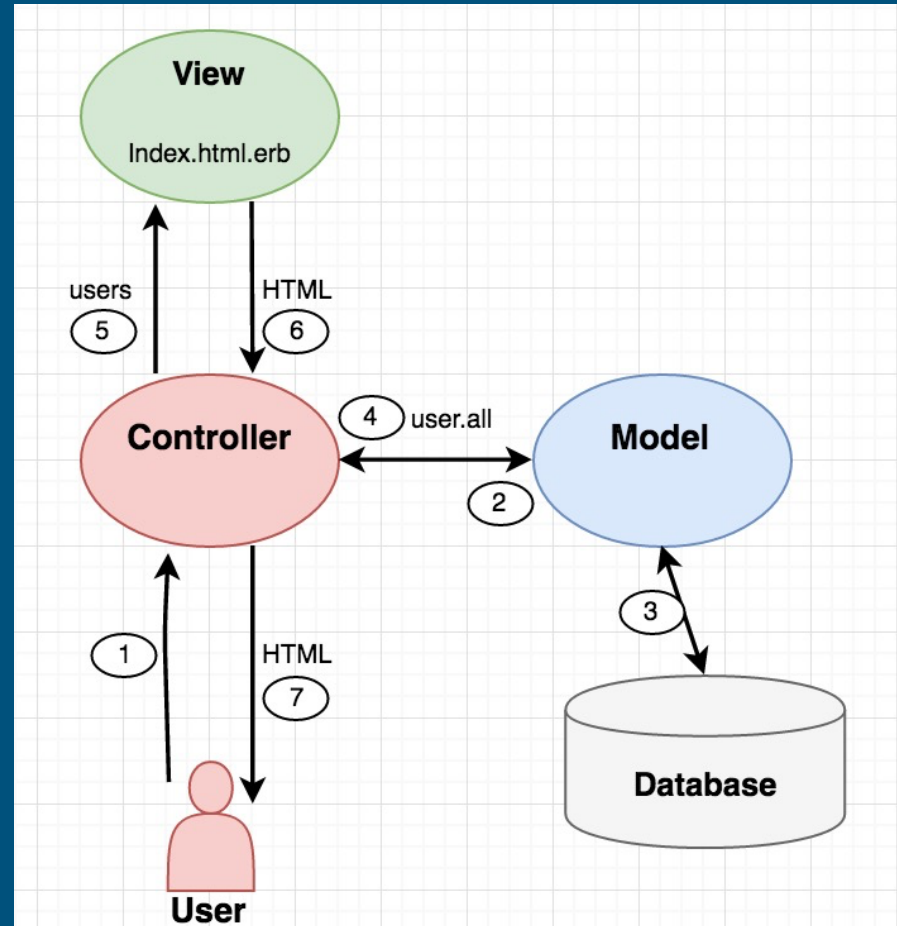 View
Index.html.erb
users
HTML
5
6
4 user.all
Controller
Model
2
3
1
HTML
7
Database
User